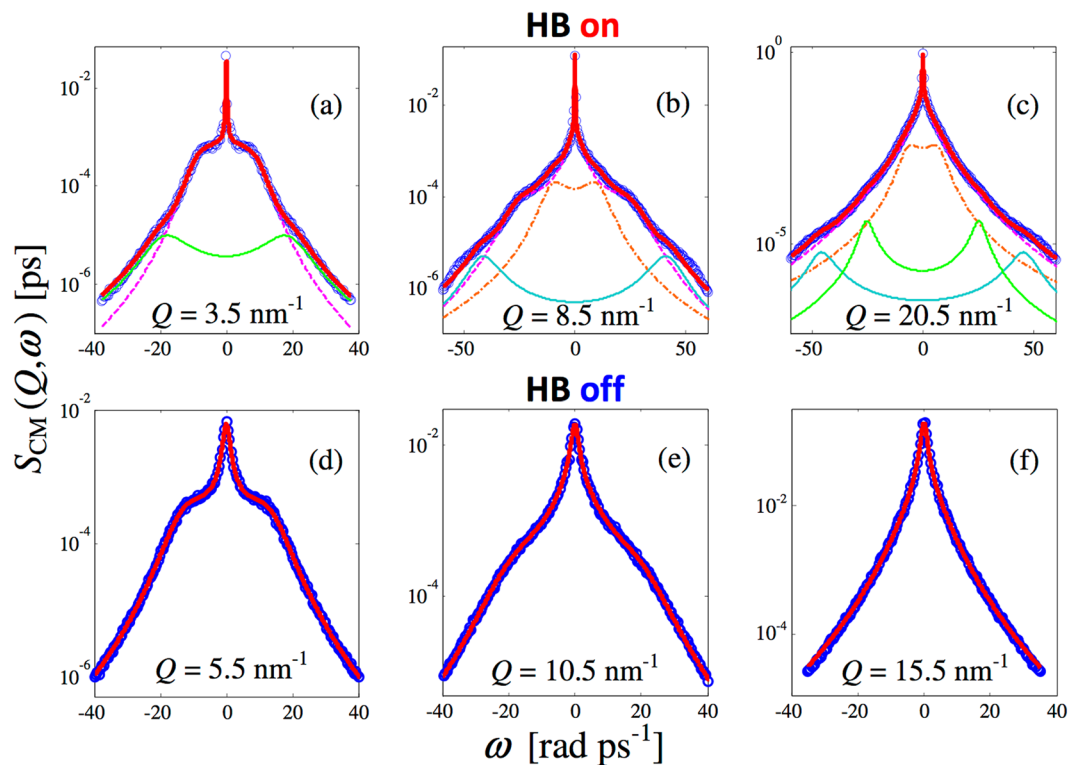 HB on
(a)
(b)
(c)
10⁻²
10⁻⁴
10⁻⁶
10⁻²
10⁻⁴
10⁻⁶
10⁰
10⁻⁵
Q = 3.5 nm⁻¹
Q = 8.5 nm⁻¹
Q = 20.5 nm⁻¹
-40 -20 0 20 40
-50 0 50
-50 0 50
S_CM(Q,ω) [ps]
HB off
(d)
(e)
(f)
10⁻²
10⁻⁴
10⁻⁶
10⁻²
10⁻⁴
10⁻²
10⁻⁴
Q = 5.5 nm⁻¹
Q = 10.5 nm⁻¹
Q = 15.5 nm⁻¹
-40 -20 0 20 40
-40 -20 0 20 40
-40 -20 0 20 40
ω [rad ps⁻¹]